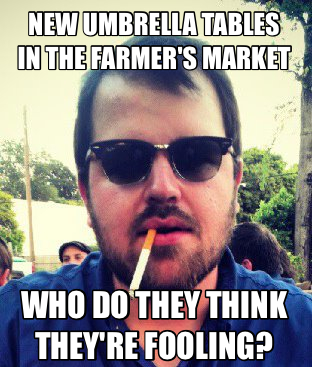 NEW UMBRELLA TABLES
IN THE FARMER'S MARKET
WHO DO THEY THINK
THEY'RE FOOLING?